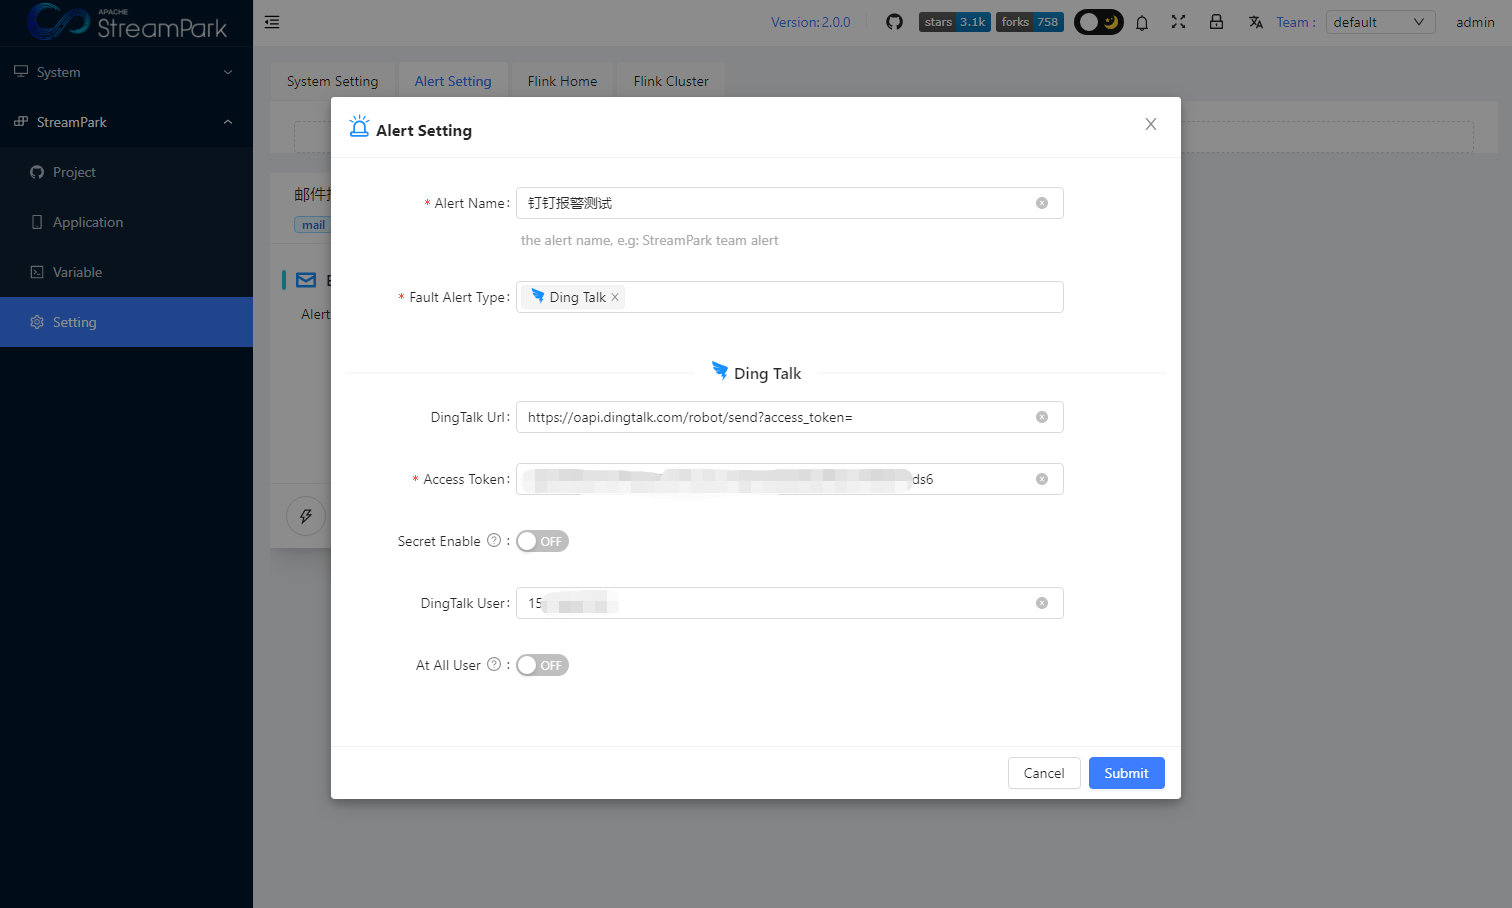 APACHE
StreamPark
Version: 2.0.0
stars 3.1k
forks 758
Team :
default
admin
System
StreamPark
Project
Application
Variable
Setting
System Setting
Alert Setting
Flink Home
Flink Cluster
邮件
mail
Alert
Alert Setting
* Alert Name:
钉钉报警测试
the alert name, e.g: StreamPark team alert
* Fault Alert Type:
Ding Talk
Ding Talk
DingTalk Url:
https://oapi.dingtalk.com/robot/send?access_token=
* Access Token:
ds6
Secret Enable ? :
OFF
DingTalk User:
15
At All User ? :
OFF
Cancel
Submit